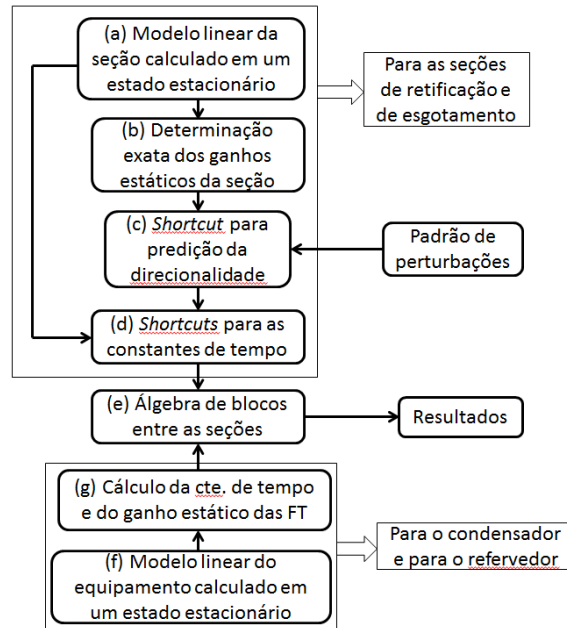 (a) Modelo linear da
seção calculado em um
estado estacionário
Para as seções
de retificação e
de esgotamento
(b) Determinação
exata dos ganhos
estáticos da seção
(c) Shortcut para
predição da
direcionalidade
Padrão de
perturbações
(d) Shortcuts para as
constantes de tempo
(e) Álgebra de blocos
entre as seções
Resultados
(g) Cálculo da cte. de tempo
e do ganho estático das FT
(f) Modelo linear do
equipamento calculado em
um estado estacionário
Para o condensador
e para o refervedor